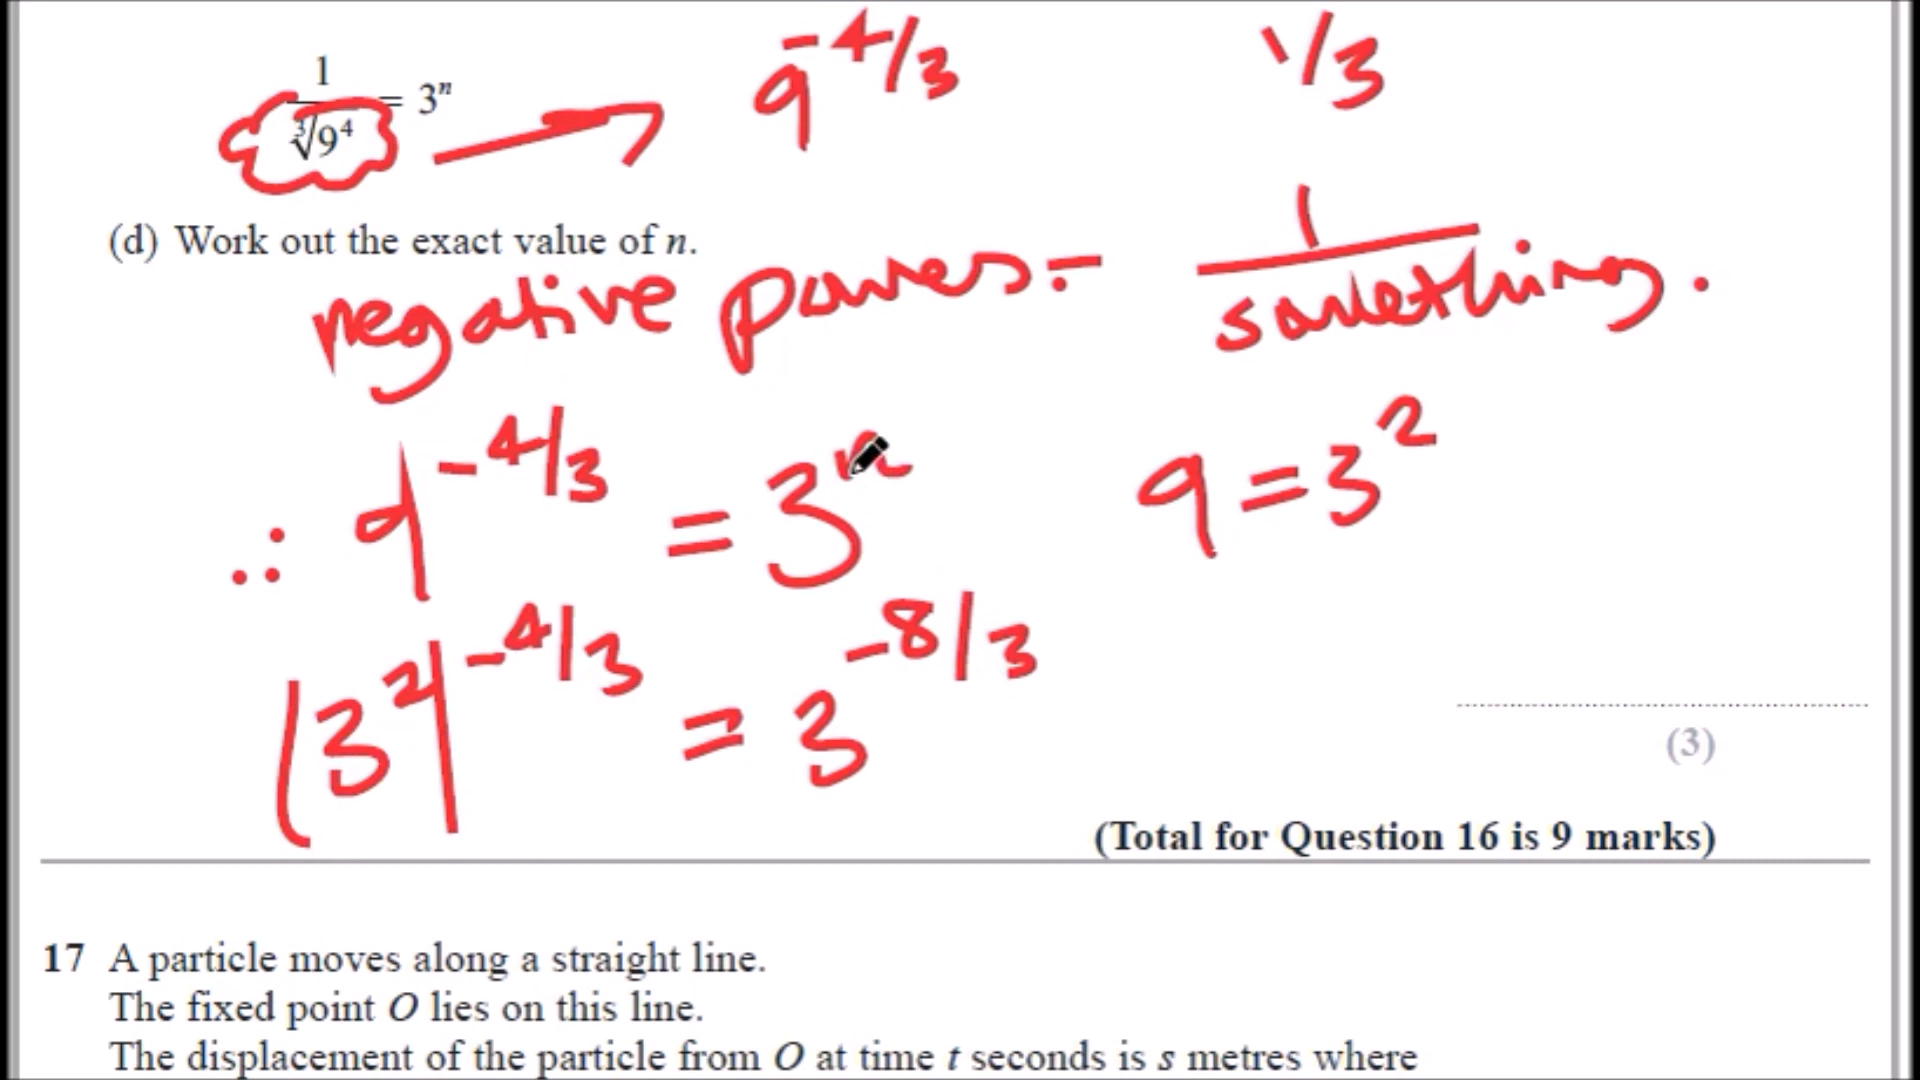 1/∛9⁴ = 3ⁿ
9^-4/3
1/3
(d) Work out the exact value of n.
negative powers = 1/something.
∴ 9^-4/3 = 3ⁿ
9 = 3²
(3²)^-4/3 = 3^-8/3
(3)
(Total for Question 16 is 9 marks)
17 A particle moves along a straight line.
The fixed point O lies on this line.
The displacement of the particle from O at time t seconds is s metres where